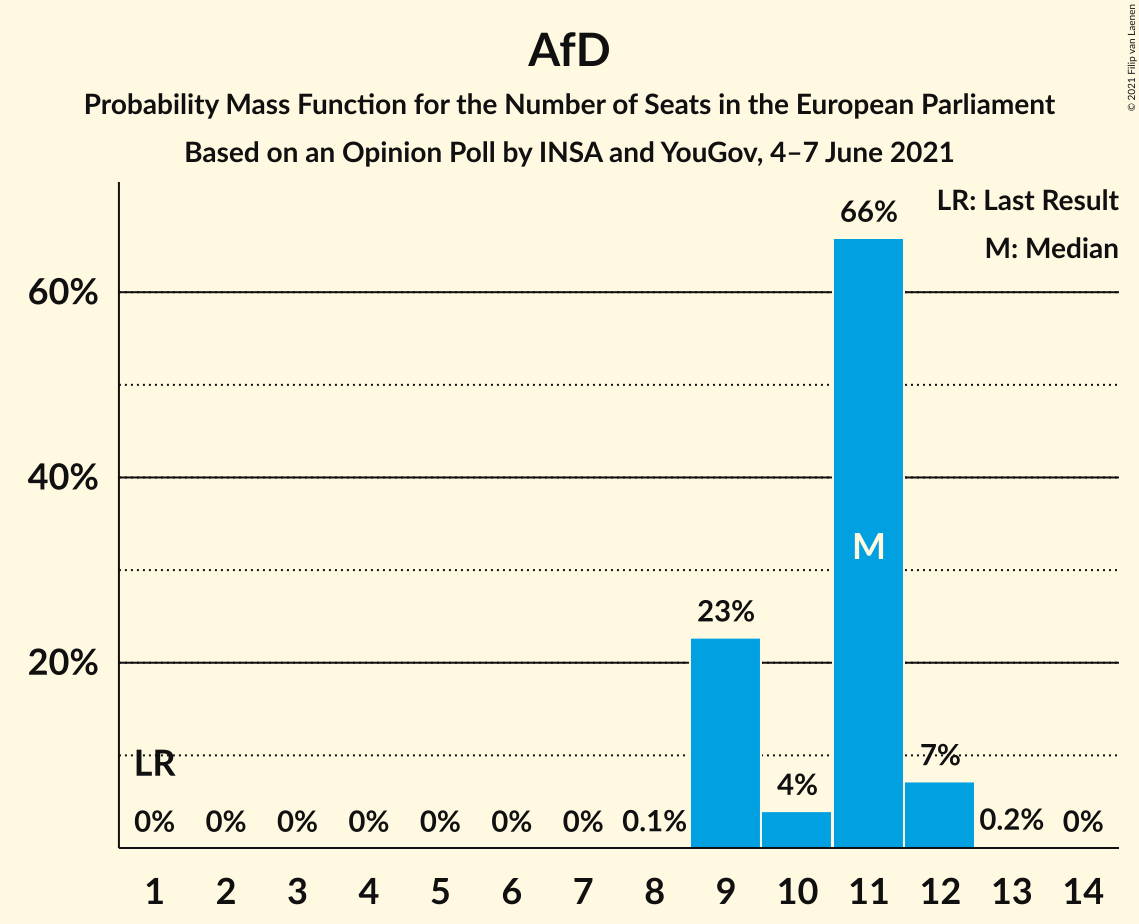 AfD
Probability Mass Function for the Number of Seats in the European Parliament
Based on an Opinion Poll by INSA and YouGov, 4–7 June 2021
© 2021 Filip van Laenen
LR: Last Result
M: Median
60%
40%
20%
66%
M
23%
7%
4%
LR
0% 0% 0% 0% 0% 0% 0% 0.1% 0.2% 0%
1 2 3 4 5 6 7 8 9 10 11 12 13 14